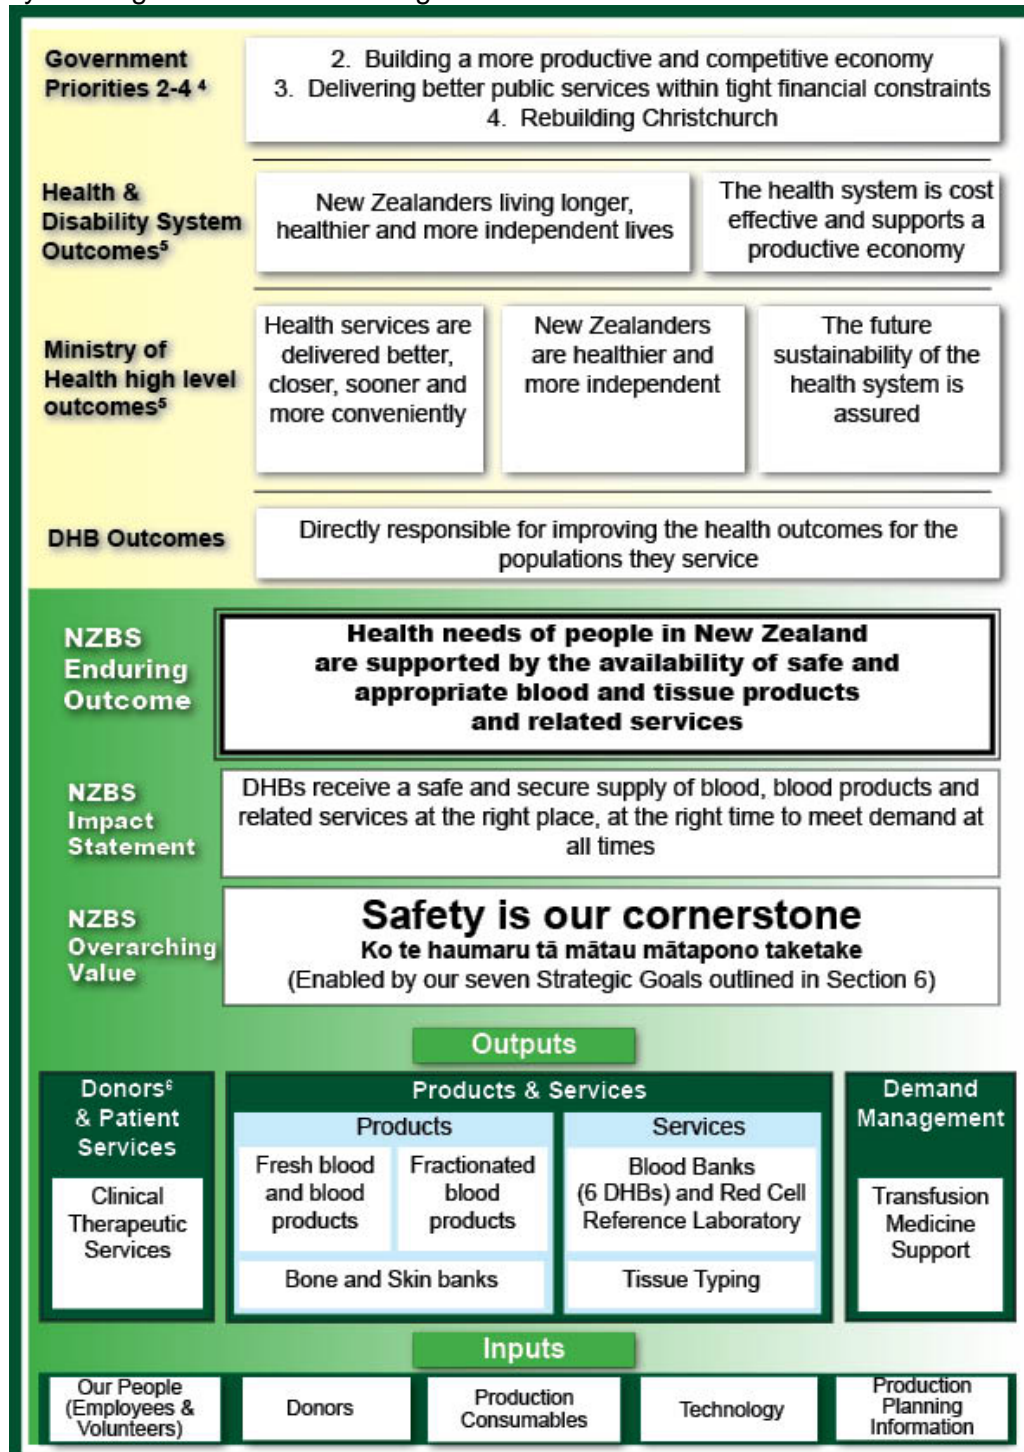 Government
Priorities 2-4 4
2. Building a more productive and competitive economy
3. Delivering better public services within tight financial constraints
4. Rebuilding Christchurch
Health &
Disability System
Outcomes5
New Zealanders living longer,
healthier and more independent lives
The health system is cost
effective and supports a
productive economy
Ministry of
Health high level
outcomes5
Health services are
delivered better,
closer, sooner and
more conveniently
New Zealanders
are healthier and
more independent
The future
sustainability of the
health system is
assured
DHB Outcomes
Directly responsible for improving the health outcomes for the
populations they service
NZBS
Enduring
Outcome
Health needs of people in New Zealand
are supported by the availability of safe and
appropriate blood and tissue products
and related services
NZBS
Impact
Statement
DHBs receive a safe and secure supply of blood, blood products and
related services at the right place, at the right time to meet demand at
all times
NZBS
Overarching
Value
Safety is our cornerstone
Ko te haumaru tā mātau mātapono taketake
(Enabled by our seven Strategic Goals outlined in Section 6)
Outputs
Donors6
& Patient
Services
Clinical
Therapeutic
Services
Products & Services
Products
Fresh blood
and blood
products
Fractionated
blood
products
Bone and Skin banks
Services
Blood Banks
(6 DHBs) and Red Cell
Reference Laboratory
Tissue Typing
Demand
Management
Transfusion
Medicine
Support
Inputs
Our People
(Employees &
Volunteers)
Donors
Production
Consumables
Technology
Production
Planning
Information